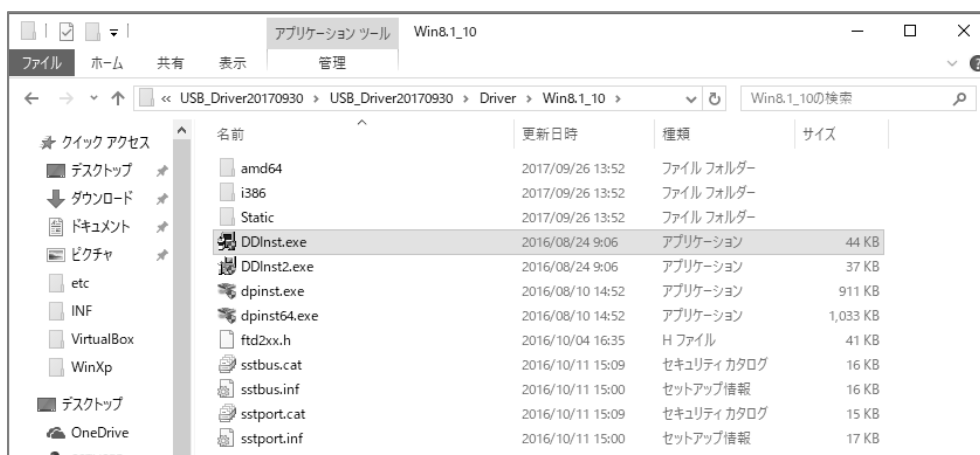 アプリケーション ツール Win8.1_10
ファイル ホーム 共有 表示 管理
« USB_Driver20170930 › USB_Driver20170930 › Driver › Win8.1_10 › Win8.1_10の検索
名前 更新日時 種類 サイズ
クイック アクセス
デスクトップ
ダウンロード
ドキュメント
ピクチャ
etc
INF
VirtualBox
WinXp
デスクトップ
OneDrive
amd64 2017/09/26 13:52 ファイル フォルダー
i386 2017/09/26 13:52 ファイル フォルダー
Static 2017/09/26 13:52 ファイル フォルダー
DDInst.exe 2016/08/24 9:06 アプリケーション 44 KB
DDInst2.exe 2016/08/24 9:06 アプリケーション 37 KB
dpinst.exe 2016/08/10 14:52 アプリケーション 911 KB
dpinst64.exe 2016/08/10 14:52 アプリケーション 1,033 KB
ftd2xx.h 2016/10/04 16:35 H ファイル 41 KB
sstbus.cat 2016/10/11 15:09 セキュリティ カタログ 16 KB
sstbus.inf 2016/10/11 15:00 セットアップ情報 16 KB
sstport.cat 2016/10/11 15:09 セキュリティ カタログ 15 KB
sstport.inf 2016/10/11 15:00 セットアップ情報 17 KB